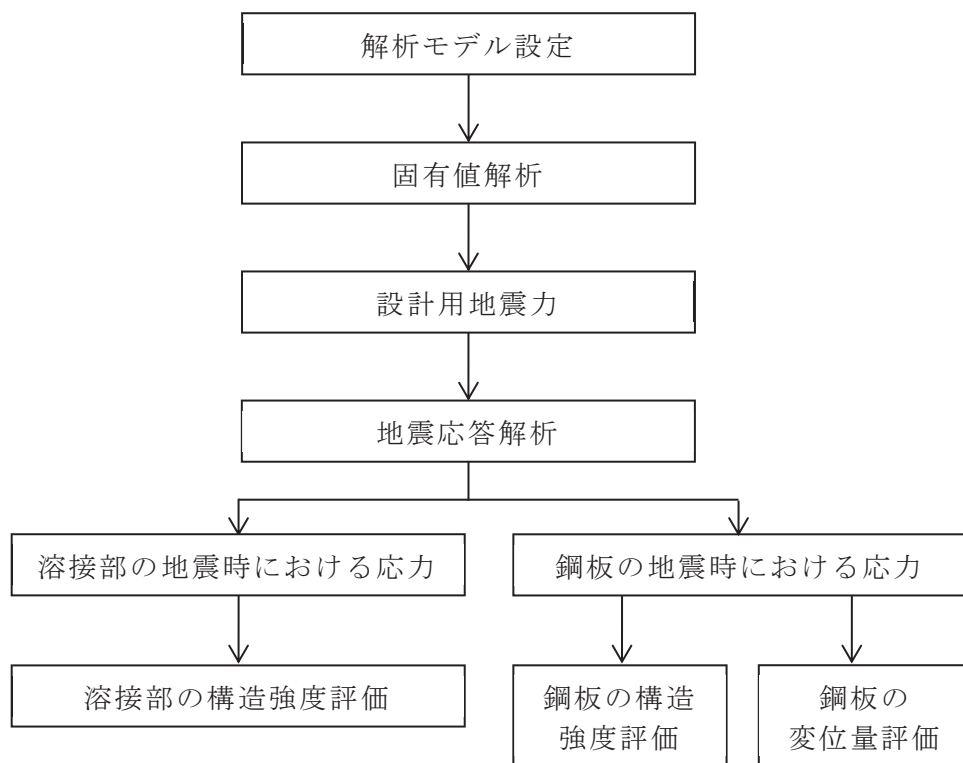 解析モデル設定
固有値解析
設計用地震力
地震応答解析
溶接部の地震時における応力
鋼板の地震時における応力
溶接部の構造強度評価
鋼板の構造
強度評価
鋼板の
変位量評価